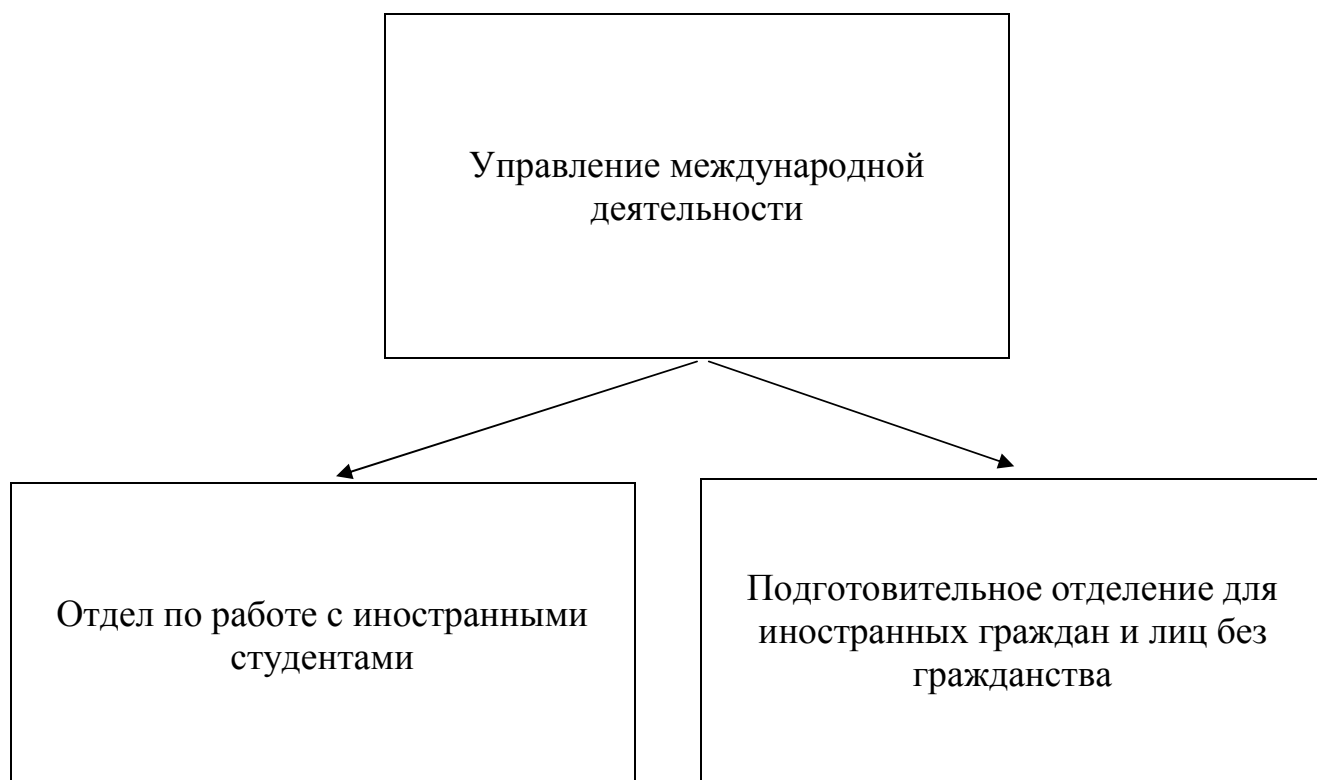 Управление международной
деятельности
Отдел по работе с иностранными
студентами
Подготовительное отделение для
иностранных граждан и лиц без
гражданства